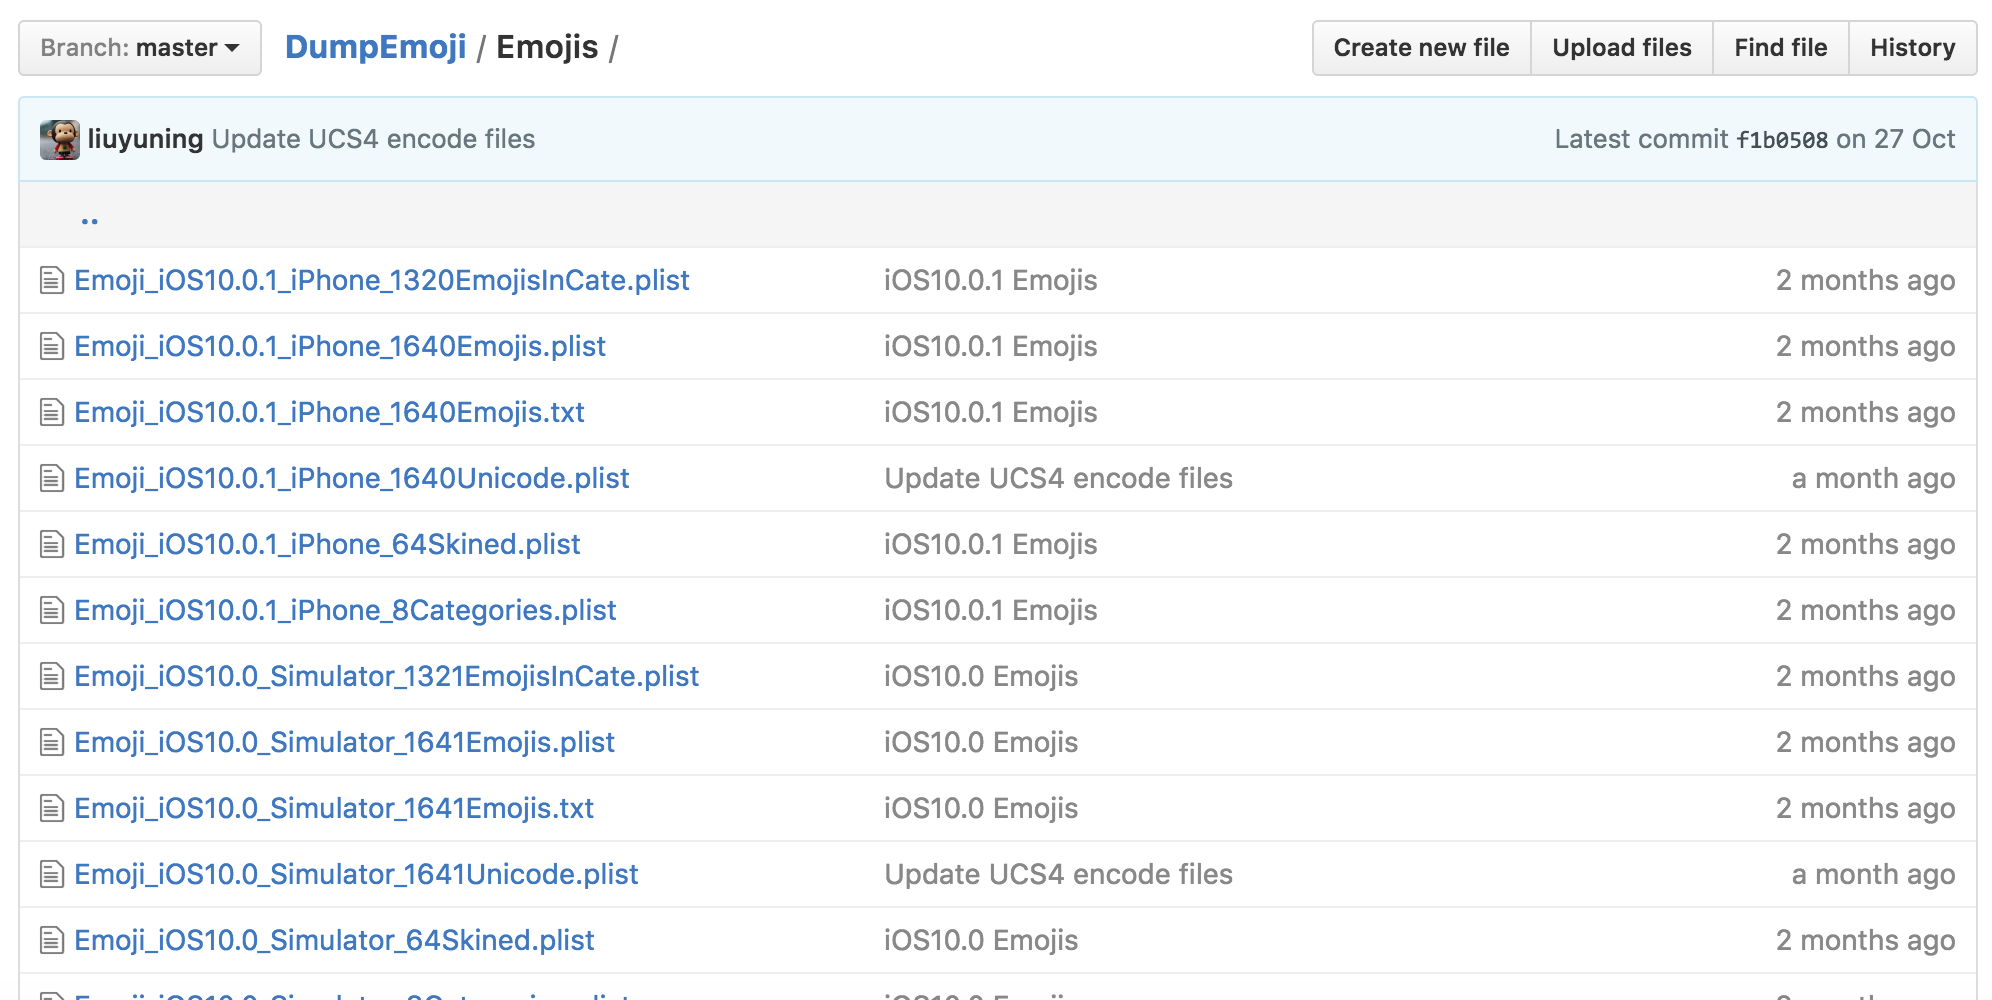 Branch: master DumpEmoji / Emojis / Create new file Upload files Find file History
liuyuning Update UCS4 encode files Latest commit f1b0508 on 27 Oct
..
Emoji_iOS10.0.1_iPhone_1320EmojisInCate.plist iOS10.0.1 Emojis 2 months ago
Emoji_iOS10.0.1_iPhone_1640Emojis.plist iOS10.0.1 Emojis 2 months ago
Emoji_iOS10.0.1_iPhone_1640Emojis.txt iOS10.0.1 Emojis 2 months ago
Emoji_iOS10.0.1_iPhone_1640Unicode.plist Update UCS4 encode files a month ago
Emoji_iOS10.0.1_iPhone_64Skined.plist iOS10.0.1 Emojis 2 months ago
Emoji_iOS10.0.1_iPhone_8Categories.plist iOS10.0.1 Emojis 2 months ago
Emoji_iOS10.0_Simulator_1321EmojisInCate.plist iOS10.0 Emojis 2 months ago
Emoji_iOS10.0_Simulator_1641Emojis.plist iOS10.0 Emojis 2 months ago
Emoji_iOS10.0_Simulator_1641Emojis.txt iOS10.0 Emojis 2 months ago
Emoji_iOS10.0_Simulator_1641Unicode.plist Update UCS4 encode files a month ago
Emoji_iOS10.0_Simulator_64Skined.plist iOS10.0 Emojis 2 months ago